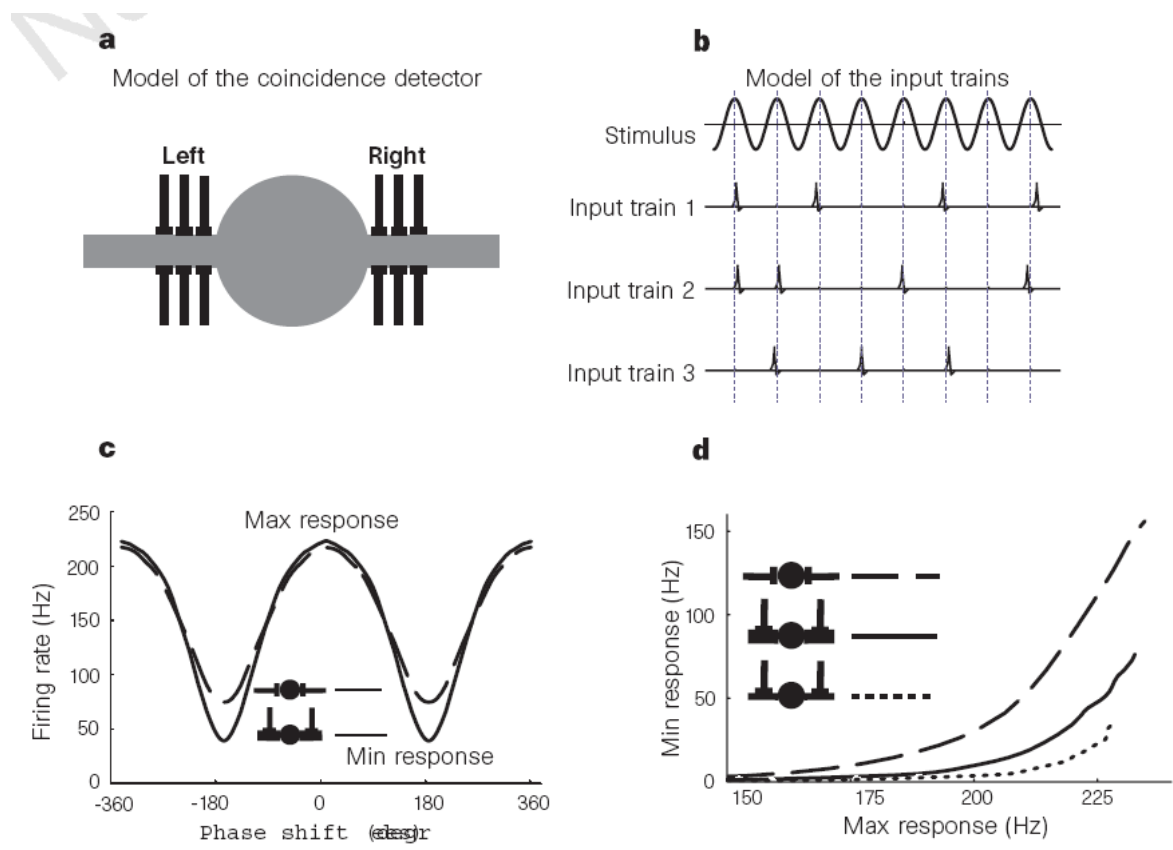 a
Model of the coincidence detector
Left Right
b
Model of the input trains
Stimulus
Input train 1
Input train 2
Input train 3
c
250
200
150
100
50
0
Firing rate (Hz)
Max response
Min response
-360 -180 0 180 360
Phase shift
d
150
100
50
0
Min response (Hz)
150 175 200 225
Max response (Hz)